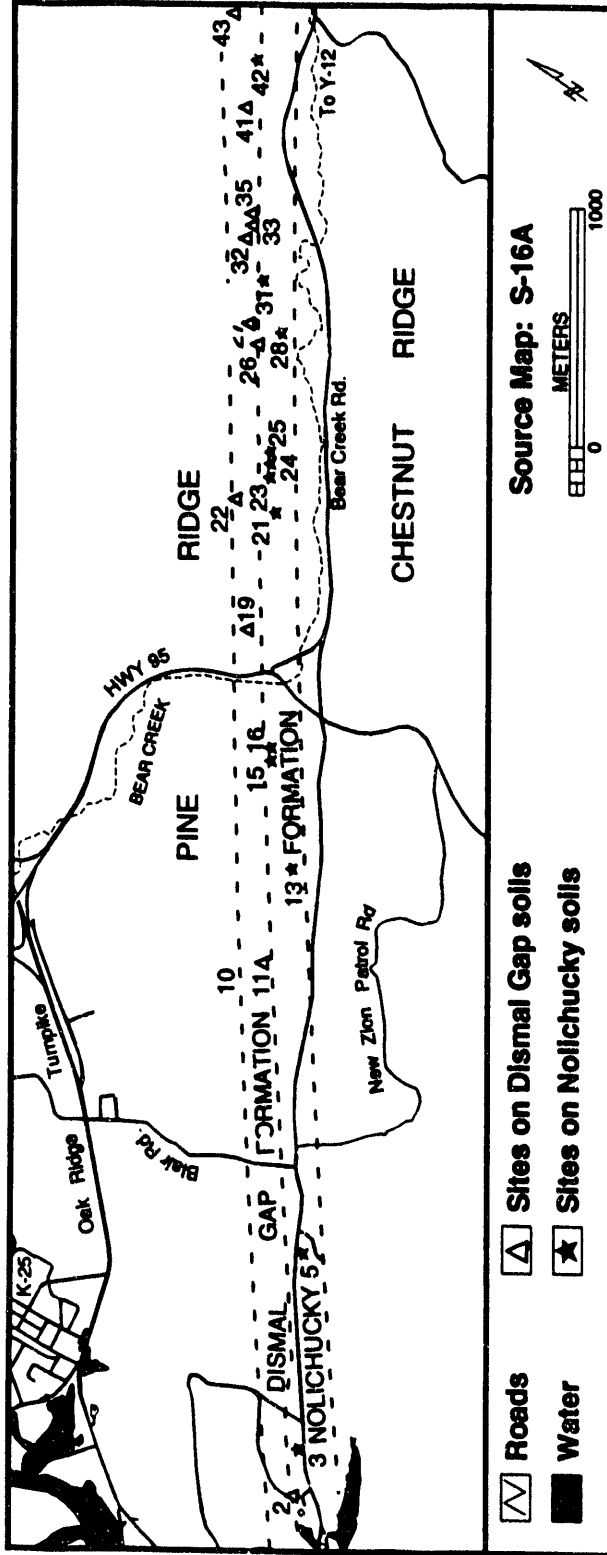 K-25
Oak Ridge
Turnpike
HWY 95
BEAR CREEK
PINE
RIDGE
Blair Rd.
DISMAL
GAP
FORMATION
3 NOLICHUCKY
FORMATION
2
5
10
11
13
15
16
19
21
22
23
24
25
26
28
31
32
33
35
41
42
43
To Y-12
Bear Creek Rd.
CHESTNUT
RIDGE
New Zion Patrol Rd
Roads
Water
Sites on Dismal Gap soils
Sites on Nolichucky soils
Source Map: S-16A
METERS
0
1000